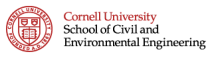 Cornell University
School of Civil and
Environmental Engineering